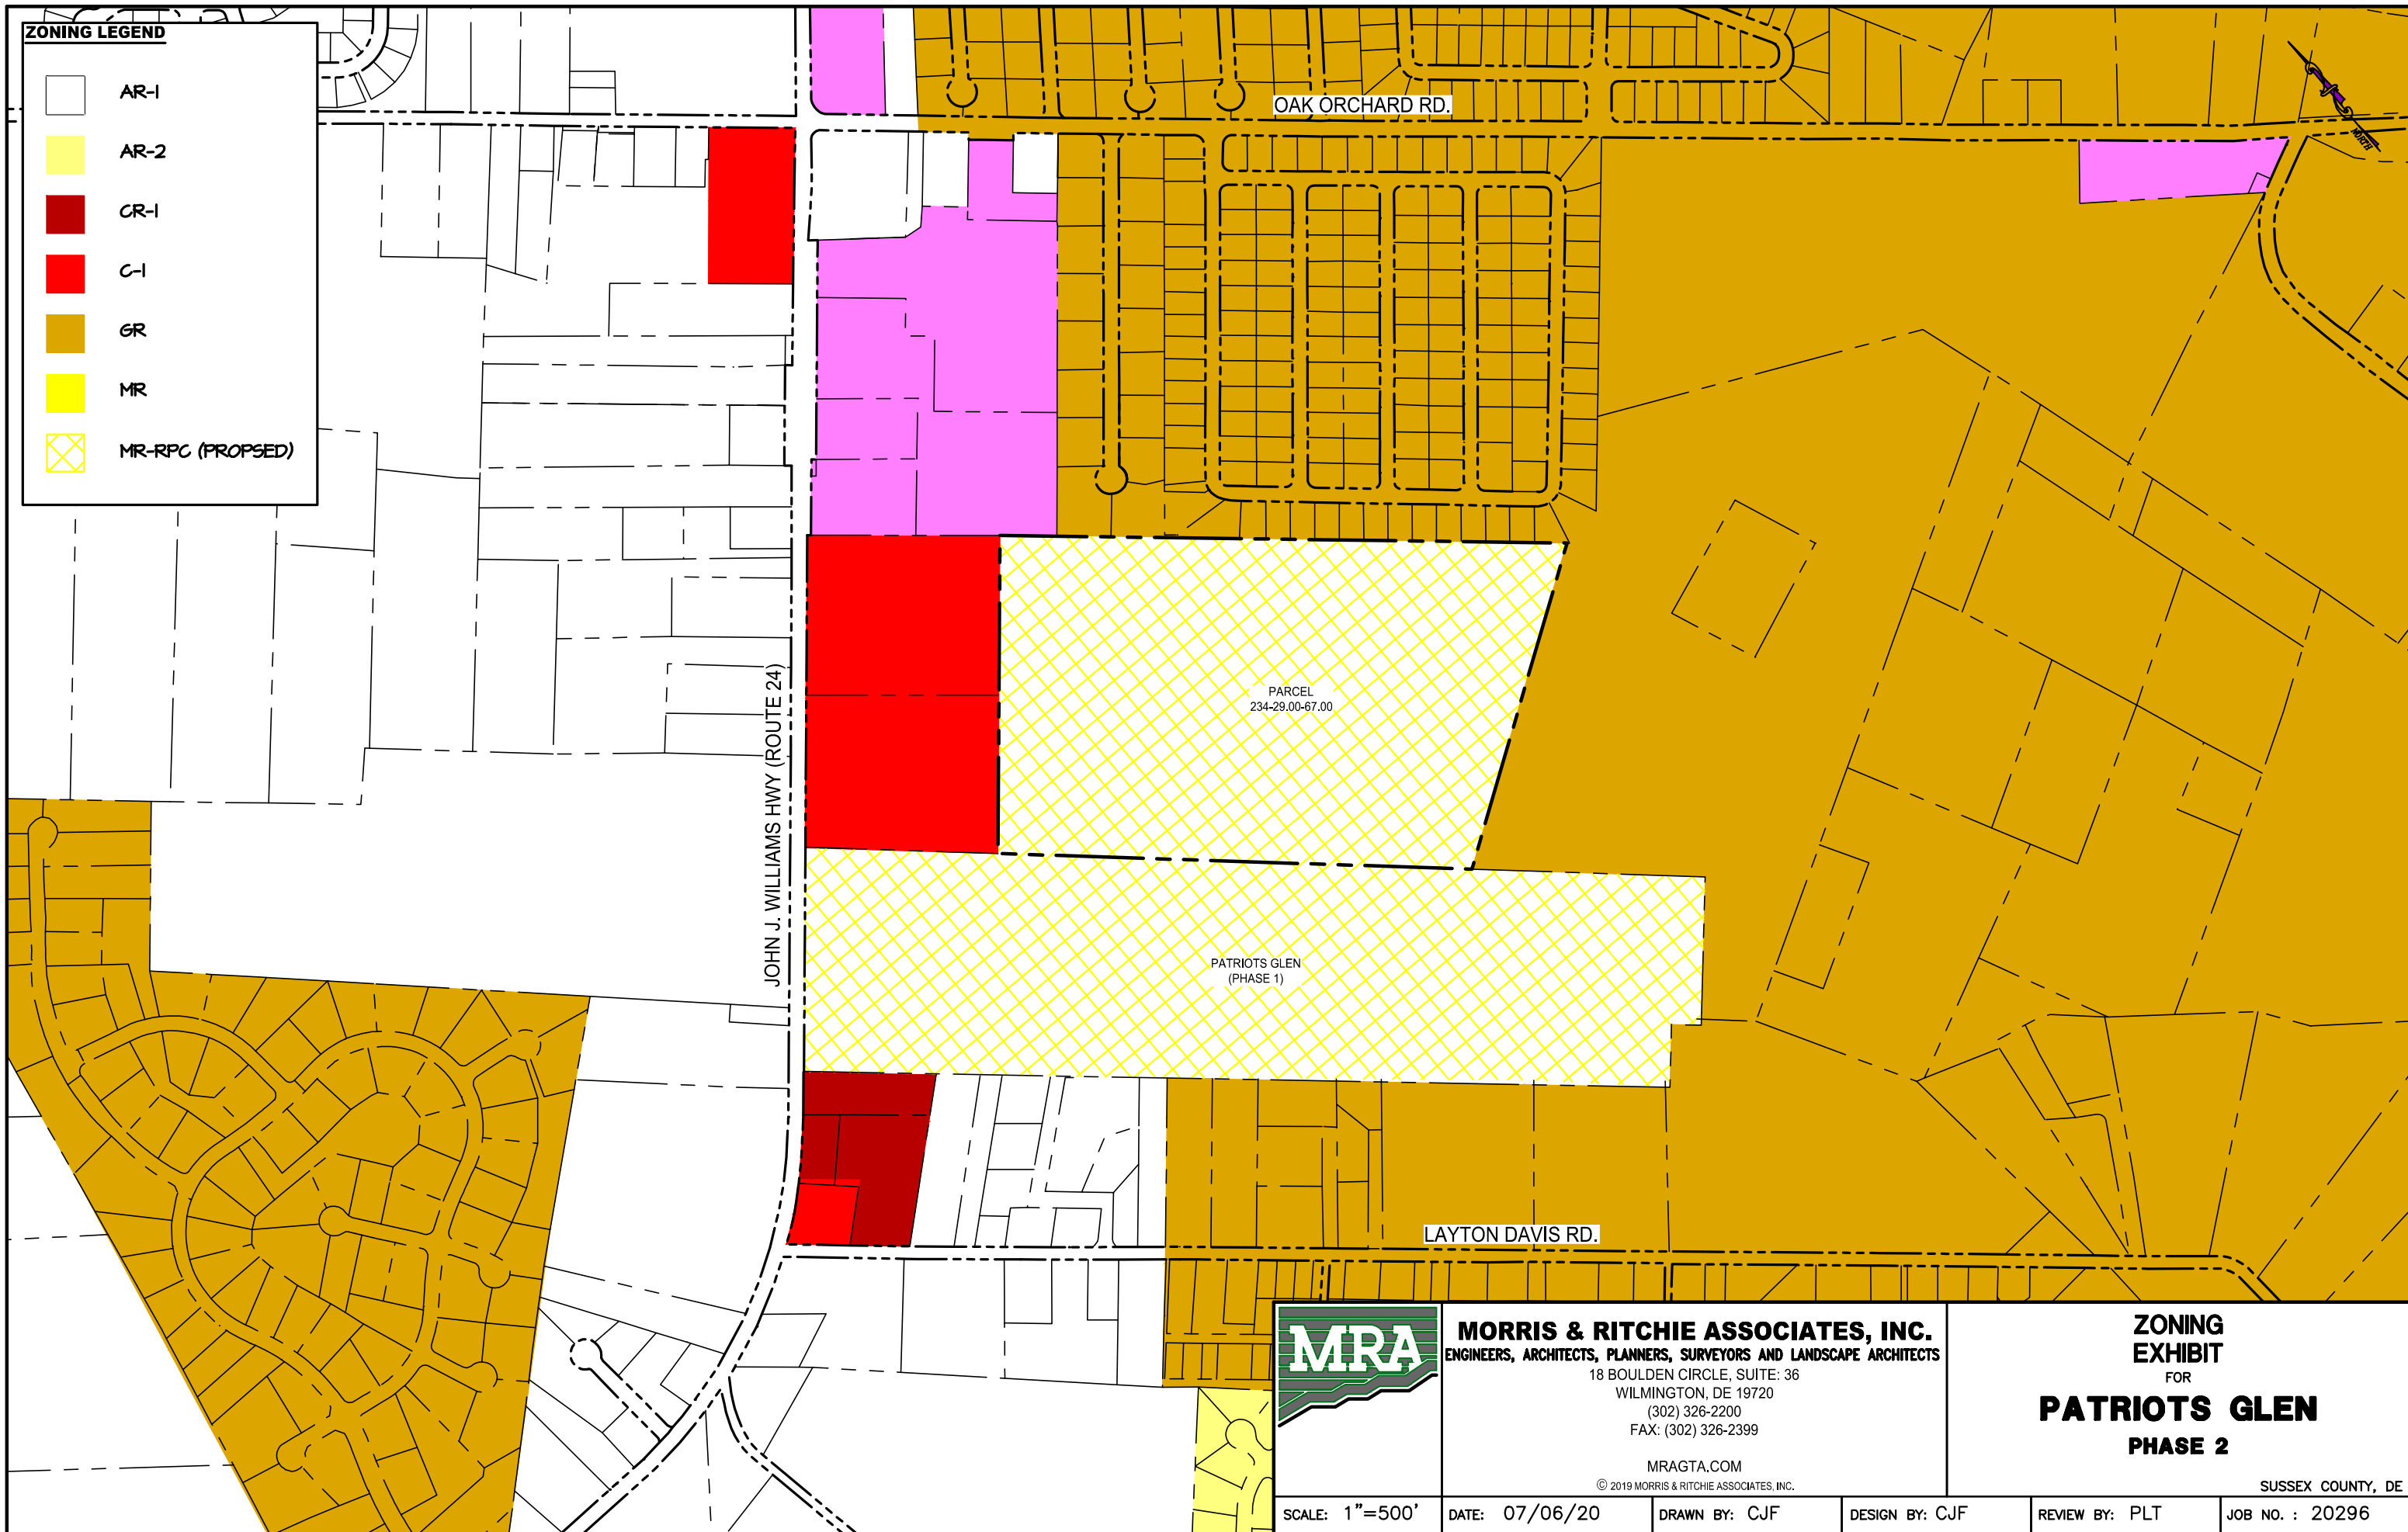 ZONING LEGEND
AR-1
AR-2
CR-1
C-1
GR
MR
MR-RPC (PROPSED)
OAK ORCHARD RD.
NORTH
JOHN J. WILLIAMS HWY (ROUTE 24)
PARCEL
234-29.00-67.00
PATRIOTS GLEN
(PHASE 1)
LAYTON DAVIS RD.
MRA
MORRIS & RITCHIE ASSOCIATES, INC.
ENGINEERS, ARCHITECTS, PLANNERS, SURVEYORS AND LANDSCAPE ARCHITECTS
18 BOULDEN CIRCLE, SUITE: 36
WILMINGTON, DE 19720
(302) 326-2200
FAX: (302) 326-2399
MRAGTA.COM
© 2019 MORRIS & RITCHIE ASSOCIATES, INC.
ZONING
EXHIBIT
FOR
PATRIOTS GLEN
PHASE 2
SUSSEX COUNTY, DE
SCALE: 1"=500'
DATE: 07/06/20
DRAWN BY: CJF
DESIGN BY: CJF
REVIEW BY: PLT
JOB NO. : 20296